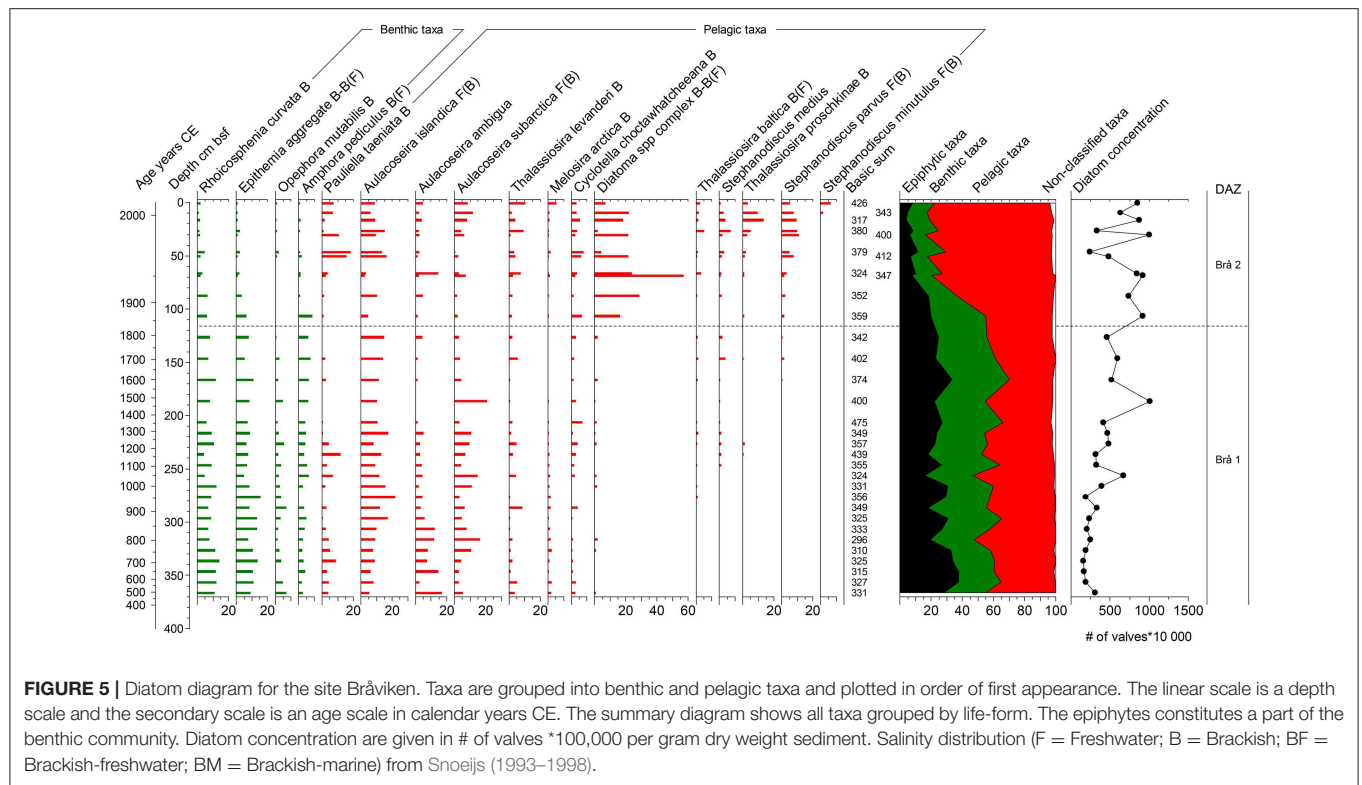 Benthic taxa
Pelagic taxa
Age years CE
Depth cm bsf
Rhoicosphenia curvata B
Epithemia aggregate B-B(F)
Opephora mutabilis B
Amphora pediculus B(F)
Pauliella taeniata B
Aulacoseira islandica F(B)
Aulacoseira ambigua
Aulacoseira subarctica F(B)
Thalassiosira levanderi B
Melosira arctica B
Cyclotella choctawhatcheeana B
Diatoma spp complex B-B(F)
Thalassiosira baltica B(F)
Stephanodiscus medius
Thalassiosira proschkinae B
Stephanodiscus parvus F(B)
Stephanodiscus minutulus F(B)
Basic sum
Epiphytic taxa
Benthic taxa
Pelagic taxa
Non-classified taxa
Diatom concentration
DAZ
2000
1900
1800
1700
1600
1500
1400
1300
1200
1100
1000
900
800
700
600
500
400
0
50
100
150
200
250
300
350
400
426
343
317
380
400
379
412
324
347
352
359
342
402
374
400
475
349
357
439
355
324
331
356
349
325
333
296
310
325
315
327
331
Brå 2
Brå 1
20 20 20 20 20 20 20 20 20 20 20 40 60 20 20 20 20 20
20 40 60 80 100
500 1000 1500
# of valves*10 000
FIGURE 5 | Diatom diagram for the site Bråviken. Taxa are grouped into benthic and pelagic taxa and plotted in order of first appearance. The linear scale is a depth
scale and the secondary scale is an age scale in calendar years CE. The summary diagram shows all taxa grouped by life-form. The epiphytes constitutes a part of the
benthic community. Diatom concentration are given in # of valves *100,000 per gram dry weight sediment. Salinity distribution (F = Freshwater; B = Brackish; BF =
Brackish-freshwater; BM = Brackish-marine) from Snoeijs (1993–1998).